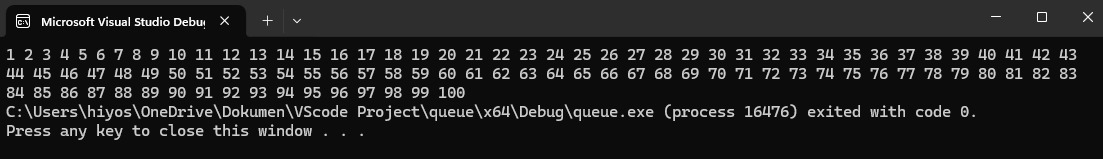 Microsoft Visual Studio Debu
1 2 3 4 5 6 7 8 9 10 11 12 13 14 15 16 17 18 19 20 21 22 23 24 25 26 27 28 29 30 31 32 33 34 35 36 37 38 39 40 41 42 43
44 45 46 47 48 49 50 51 52 53 54 55 56 57 58 59 60 61 62 63 64 65 66 67 68 69 70 71 72 73 74 75 76 77 78 79 80 81 82 83
84 85 86 87 88 89 90 91 92 93 94 95 96 97 98 99 100
C:\Users\hiyos\OneDrive\Dokumen\VScode Project\queue\x64\Debug\queue.exe (process 16476) exited with code 0.
Press any key to close this window . . .